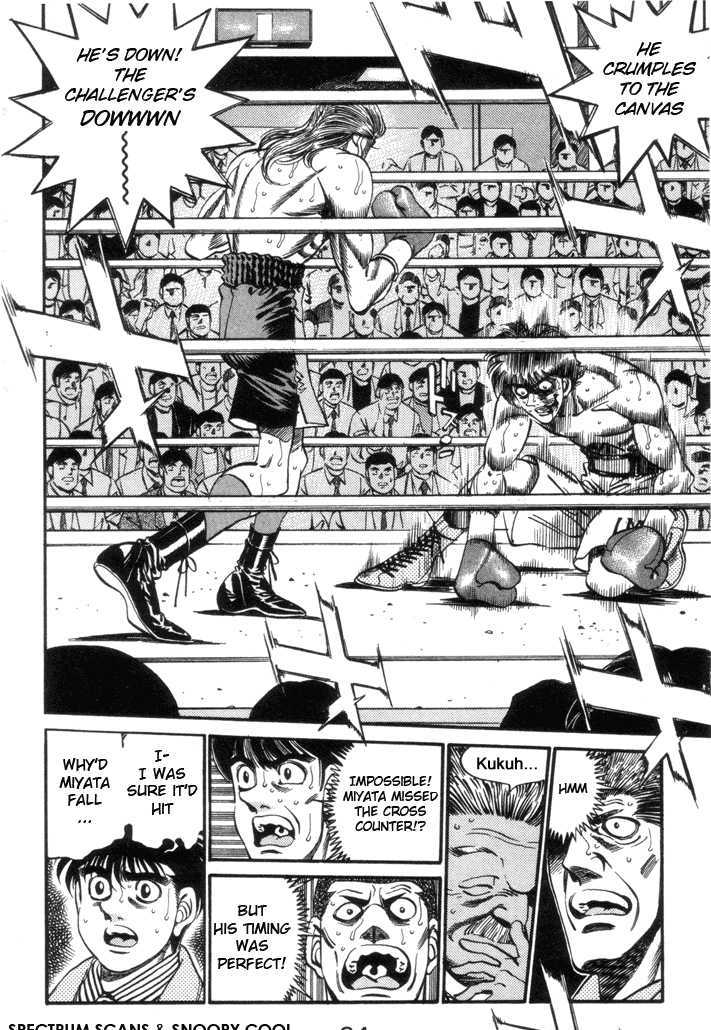 HE'S DOWN!
THE
CHALLENGER'S
DOWWWN
HE
CRUMPLES
TO THE
CANVAS
WHY'D
MIYATA
FALL
...
I-
I WAS
SURE IT'D
HIT
IMPOSSIBLE!
MIYATA MISSED
THE CROSS
COUNTER!?
BUT
HIS TIMING
WAS
PERFECT!
Kukuh...
HMM
SPECTRUM SCANS & SNOOPY COOL